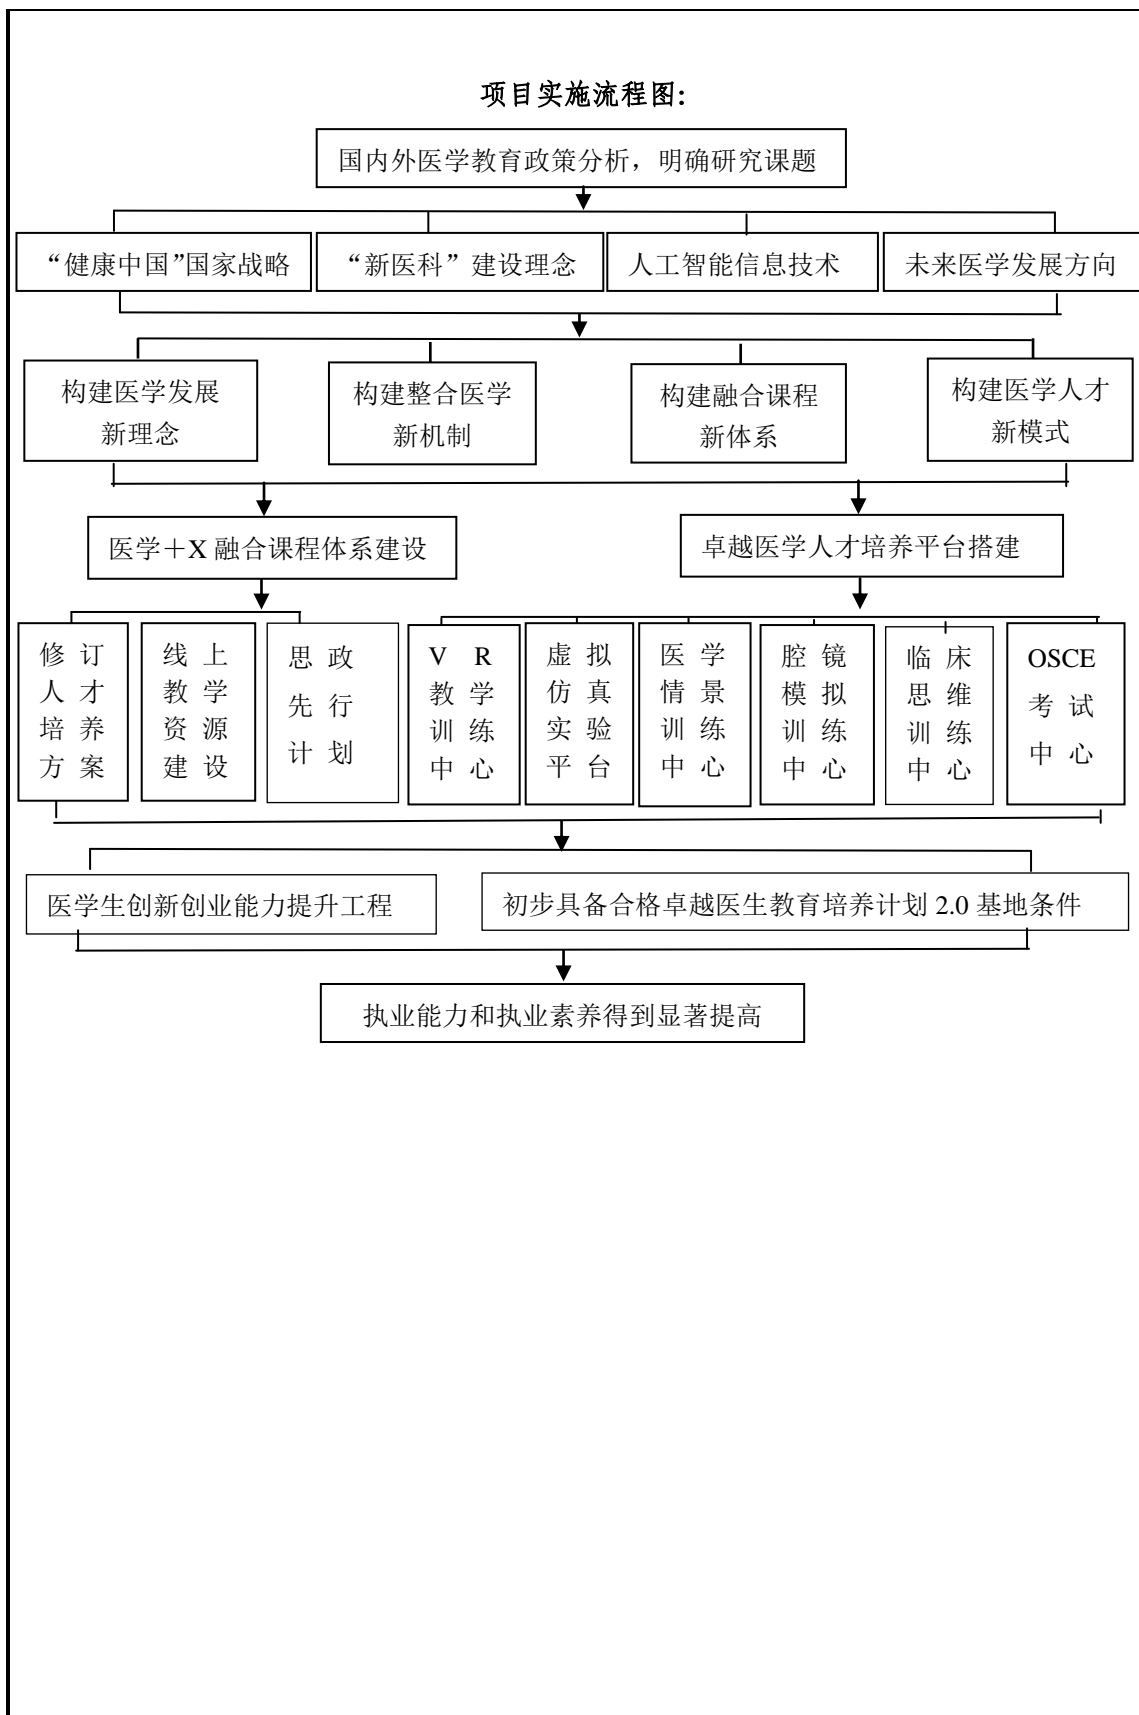 项目实施流程图:
国内外医学教育政策分析，明确研究课题
“健康中国”国家战略
“新医科”建设理念
人工智能信息技术
未来医学发展方向
构建医学发展
新理念
构建整合医学
新机制
构建融合课程
新体系
构建医学人才
新模式
医学＋X 融合课程体系建设
卓越医学人才培养平台搭建
修订
人才
培养
方案
线上
教学
资源
建设
思政
先行
计划
VR
教学
训练
中心
虚拟
仿真
实验
平台
医学
情景
训练
中心
腔镜
模拟
训练
中心
临床
思维
训练
中心
OSCE
考试
中心
医学生创新创业能力提升工程
初步具备合格卓越医生教育培养计划 2.0 基地条件
执业能力和执业素养得到显著提高